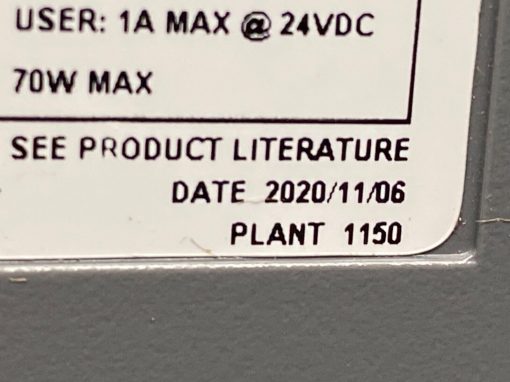 USER: 1A MAX @ 24VDC
70W MAX
SEE PRODUCT LITERATURE
DATE 2020/11/06
PLANT 1150